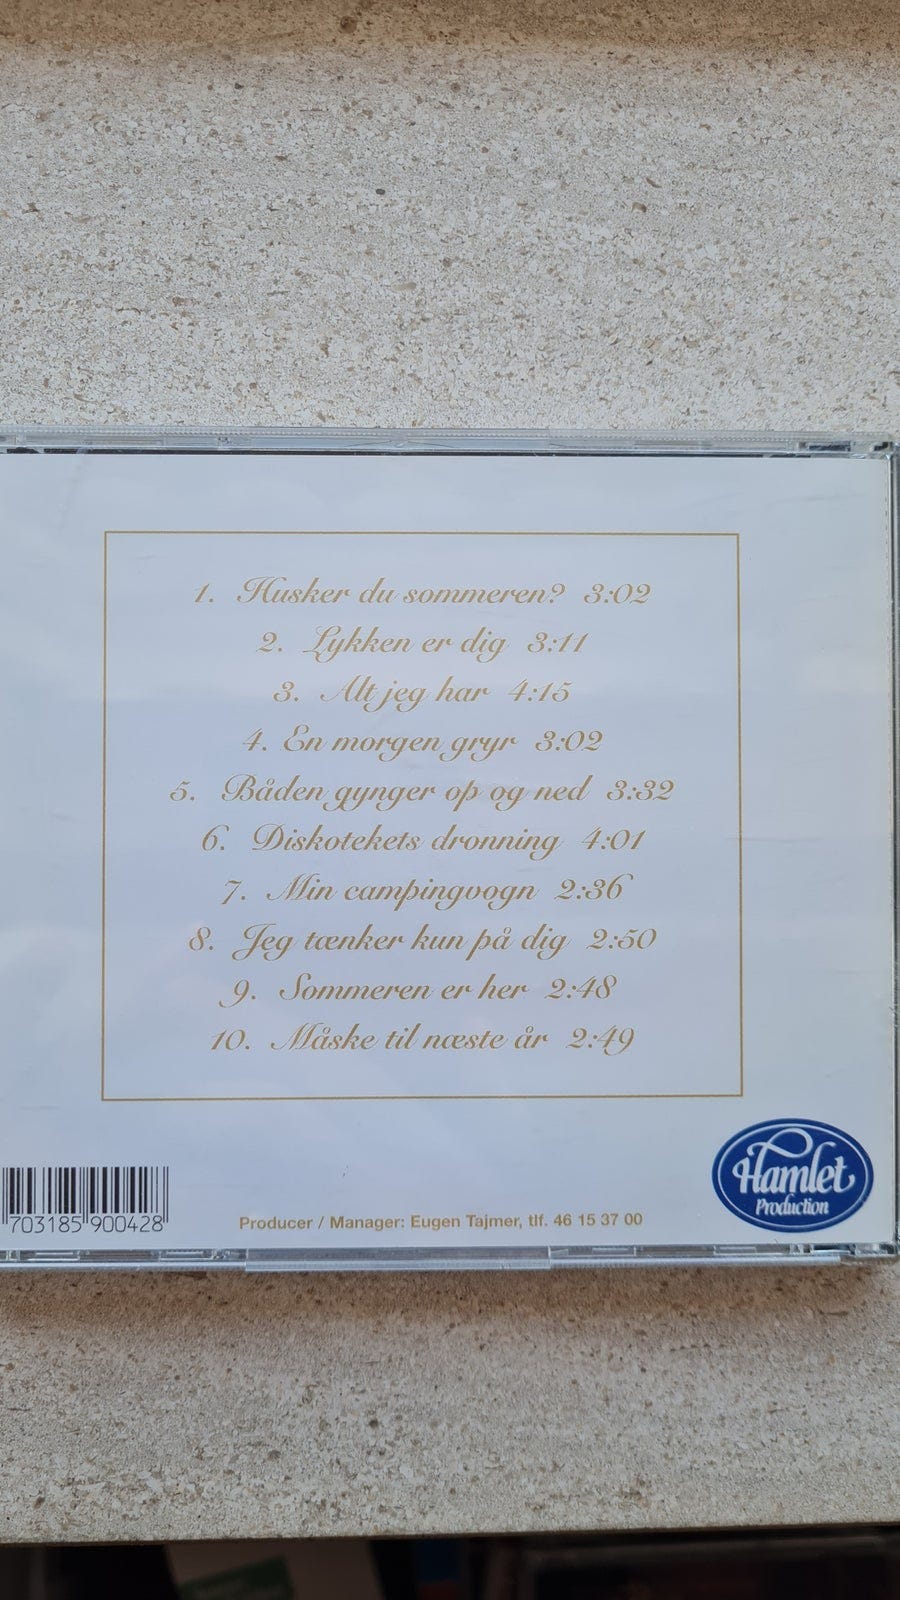 1. Husker du sommeren? 3:02
2. Lykken er dig 3:11
3. Alt jeg har 4:15
4. En morgen gryr 3:02
5. Båden gynger op og ned 3:32
6. Diskotekets dronning 4:01
7. Min campingvogn 2:36
8. Jeg tænker kun på dig 2:50
9. Sommeren er her 2:48
10. Måske til næste år 2:49
Hamlet
Production
703185 900428
Producer / Manager: Eugen Tajmer, tlf. 46 15 37 00